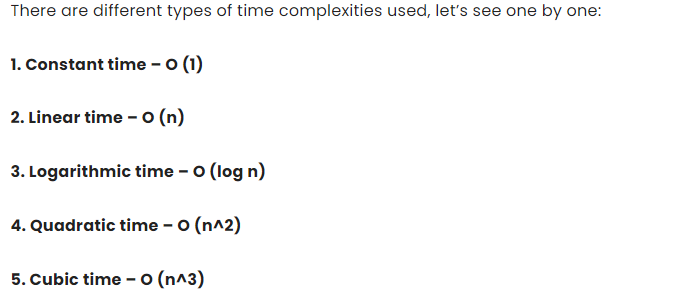 There are different types of time complexities used, let’s see one by one:
1. Constant time – O (1)
2. Linear time – O (n)
3. Logarithmic time – O (log n)
4. Quadratic time – O (n^2)
5. Cubic time – O (n^3)